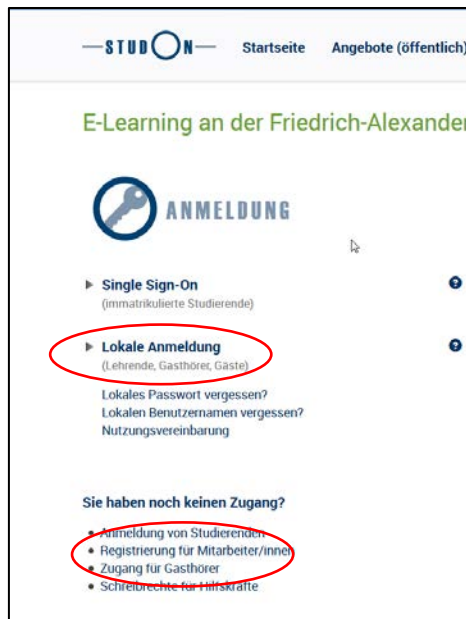 STUDON Startseite Angebote (öffentlich)
E-Learning an der Friedrich-Alexander
ANMELDUNG
Single Sign-On
(immatrikulierte Studierende)
Lokale Anmeldung
(Lehrende, Gasthörer, Gäste)
Lokales Passwort vergessen?
Lokalen Benutzernamen vergessen?
Nutzungsvereinbarung
Sie haben noch keinen Zugang?
Anmeldung von Studierenden
Registrierung für Mitarbeiter/innen
Zugang für Gasthörer
Schreibrechte für Hilfskräfte